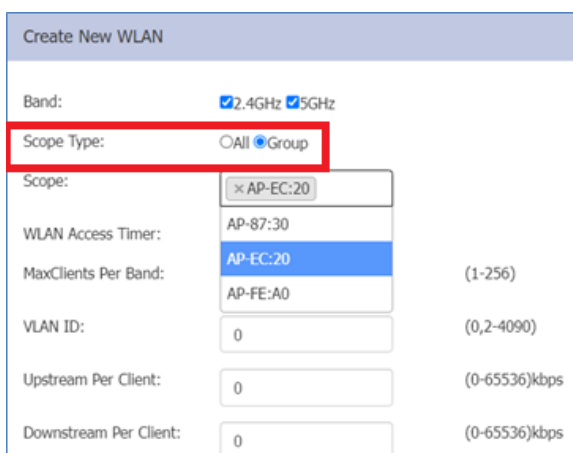 Create New WLAN
Band: 2.4GHz 5GHz
Scope Type: All Group
Scope: × AP-EC:20
AP-87:30
WLAN Access Timer:
AP-EC:20
MaxClients Per Band: (1-256)
AP-FE:A0
VLAN ID: 0 (0,2-4090)
Upstream Per Client: 0 (0-65536)kbps
Downstream Per Client: 0 (0-65536)kbps